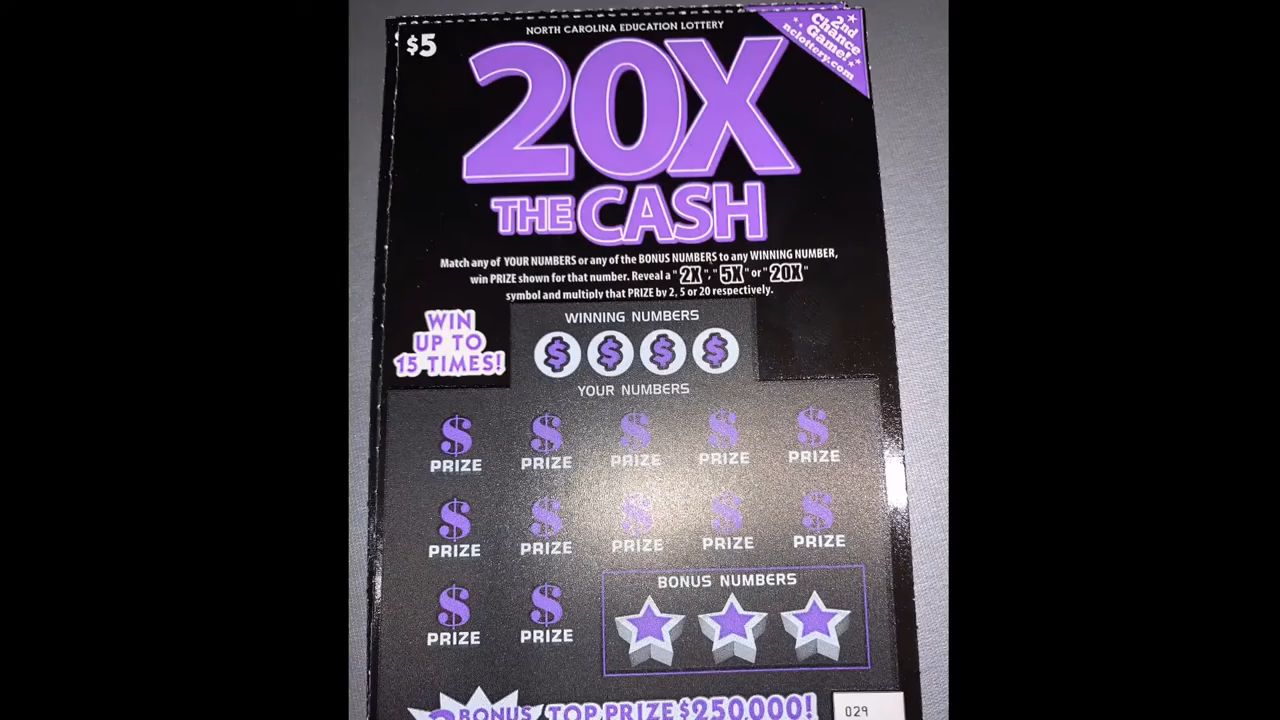 NORTH CAROLINA EDUCATION LOTTERY
$5
2nd
Chance
Game!
nclottery.com
20X
THE CASH
Match any of YOUR NUMBERS or any of the BONUS NUMBERS to any WINNING NUMBER,
win PRIZE shown for that number. Reveal a "2X", "5X" or "20X"
symbol and multiply that PRIZE by 2, 5 or 20 respectively.
WIN
UP TO
15 TIMES!
WINNING NUMBERS
$ $ $ $
YOUR NUMBERS
$ $ $ $ $
PRIZE PRIZE PRIZE PRIZE PRIZE
$ $ $ $ $
PRIZE PRIZE PRIZE PRIZE PRIZE
$ $
PRIZE PRIZE
BONUS NUMBERS
BONUS
TOP PRIZE $250,000!
029